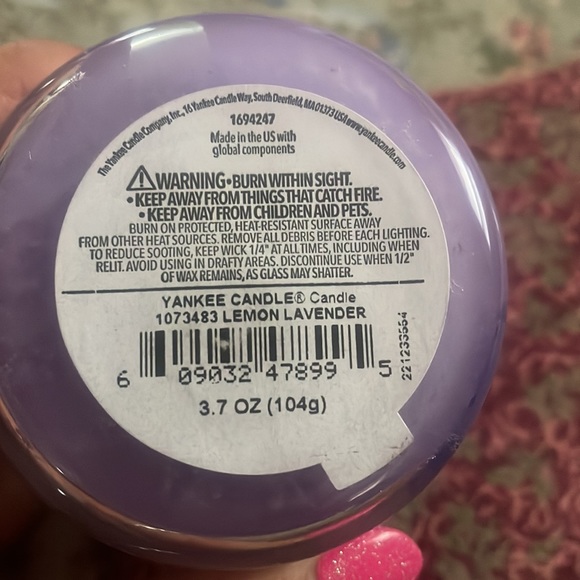 The Yankee Candle Company, Inc., 16 Yankee Candle Way, South Deerfield, MA 01373 USA www.yankeecandle.com
1694247
Made in the US with
global components
WARNING • BURN WITHIN SIGHT.
• KEEP AWAY FROM THINGS THAT CATCH FIRE.
• KEEP AWAY FROM CHILDREN AND PETS.
BURN ON PROTECTED, HEAT-RESISTANT SURFACE AWAY
FROM OTHER HEAT SOURCES. REMOVE ALL DEBRIS BEFORE EACH LIGHTING.
TO REDUCE SOOTING, KEEP WICK 1/4" AT ALL TIMES, INCLUDING WHEN
RELIT. AVOID USING IN DRAFTY AREAS. DISCONTINUE USE WHEN 1/2"
OF WAX REMAINS, AS GLASS MAY SHATTER.
YANKEE CANDLE® Candle
1073483 LEMON LAVENDER
6 09032 47899 5
221233554
3.7 OZ (104g)